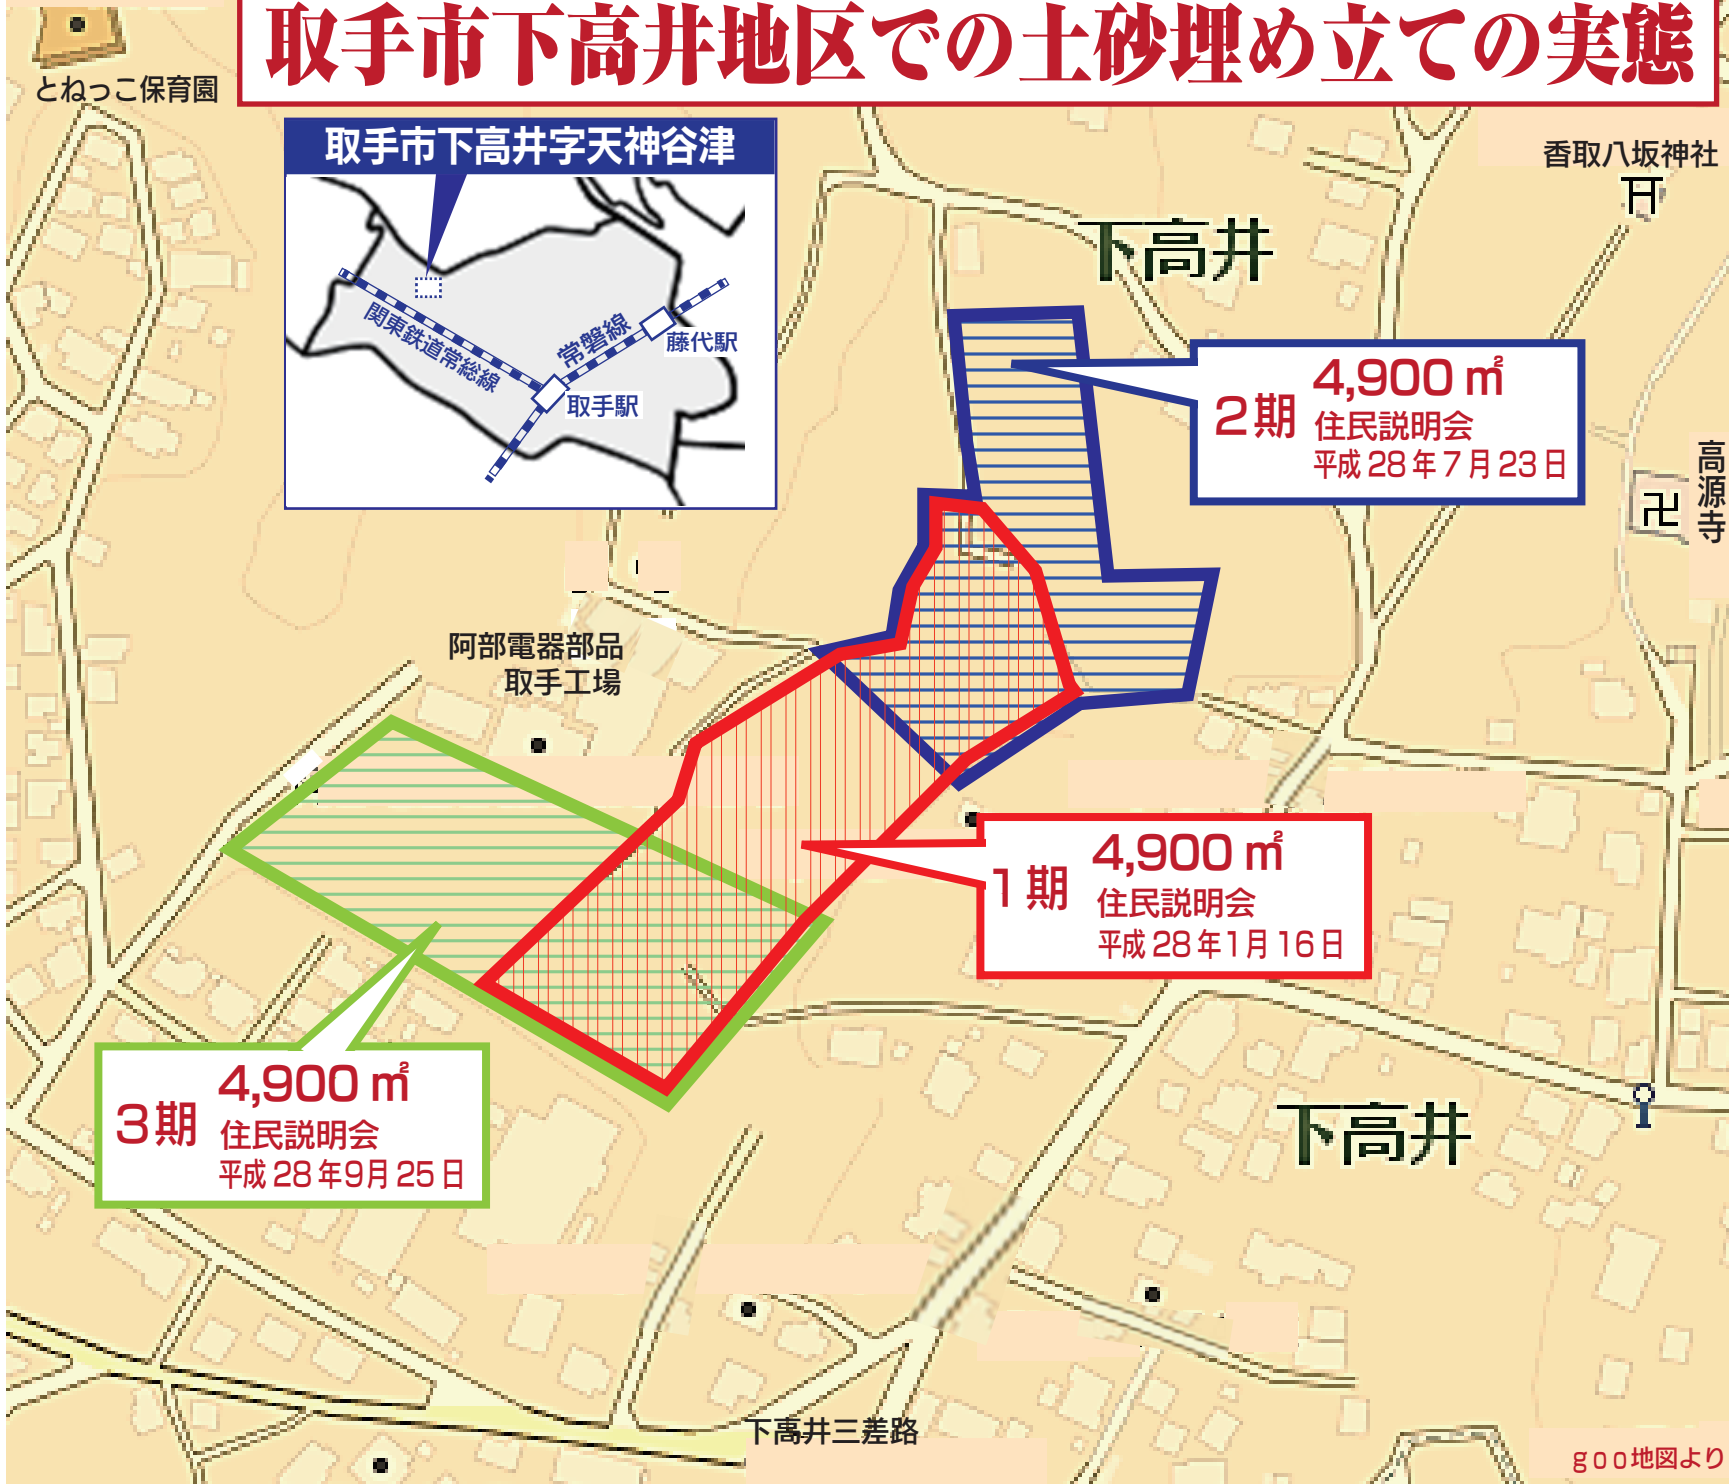 取手市下高井地区での土砂埋め立ての実態
とねっこ保育園
取手市下高井字天神谷津
関東鉄道常総線
常磐線
藤代駅
取手駅
香取八坂神社
下高井
2期
4,900㎡
住民説明会
平成28年7月23日
高源寺
阿部電器部品
取手工場
1期
4,900㎡
住民説明会
平成28年1月16日
3期
4,900㎡
住民説明会
平成28年9月25日
下高井
下高井三差路
goo地図より